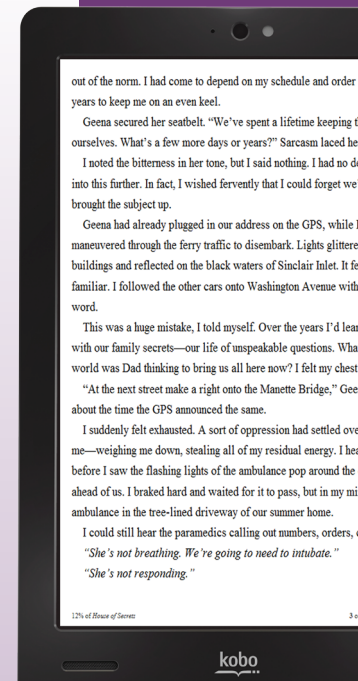 out of the norm. I had come to depend on my schedule and order
years to keep me on an even keel.
Geena secured her seatbelt. “We’ve spent a lifetime keeping
ourselves. What’s a few more days or years?” Sarcasm laced
I noted the bitterness in her tone, but I said nothing. I had no
into this further. In fact, I wished fervently that I could forget
brought the subject up.
Geena had already plugged in our address on the GPS, while I
maneuvered through the ferry traffic to disembark. Lights
buildings and reflected on the black waters of Sinclair Inlet. It
familiar. I followed the other cars onto Washington Avenue
word.
This was a huge mistake, I told myself. Over the years I’d
with our family secrets—our life of unspeakable questions.
world was Dad thinking to bring us all here now? I felt my
“At the next street make a right onto the Manette Bridge,”
about the time the GPS announced the same.
I suddenly felt exhausted. A sort of oppression had settled
me—weighing me down, stealing all of my residual energy. I
before I saw the flashing lights of the ambulance pop around the
ahead of us. I braked hard and waited for it to pass, but in my
ambulance in the tree-lined driveway of our summer home.
I could still hear the paramedics calling out numbers, orders,
“She’s not breathing. We’re going to need to intubate.”
“She’s not responding.”
12% of House of Secrets
3
kobo